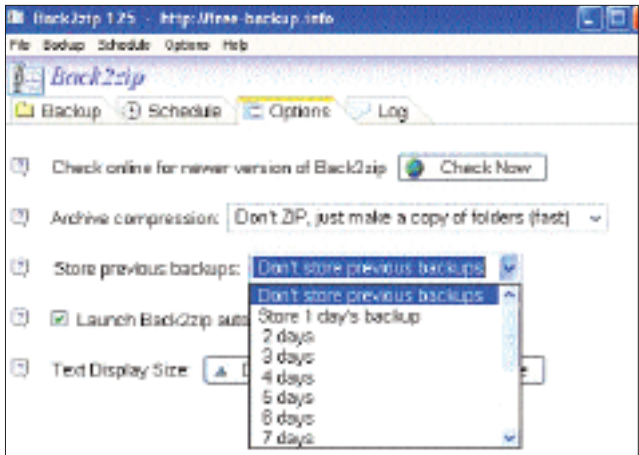 Back2zip 125 - http://free-backup.info
File Backup Schedule Options Help
Back2zip
Backup Schedule Options Log
Check online for newer version of Back2zip Check Now
Archive compression: Don't ZIP, just make a copy of folders (fast)
Store previous backups: Don't store previous backups
Don't store previous backups
Launch Back2zip
Store 1 day's backup
2 days
3 days
Text Display Size:
4 days
5 days
6 days
7 days